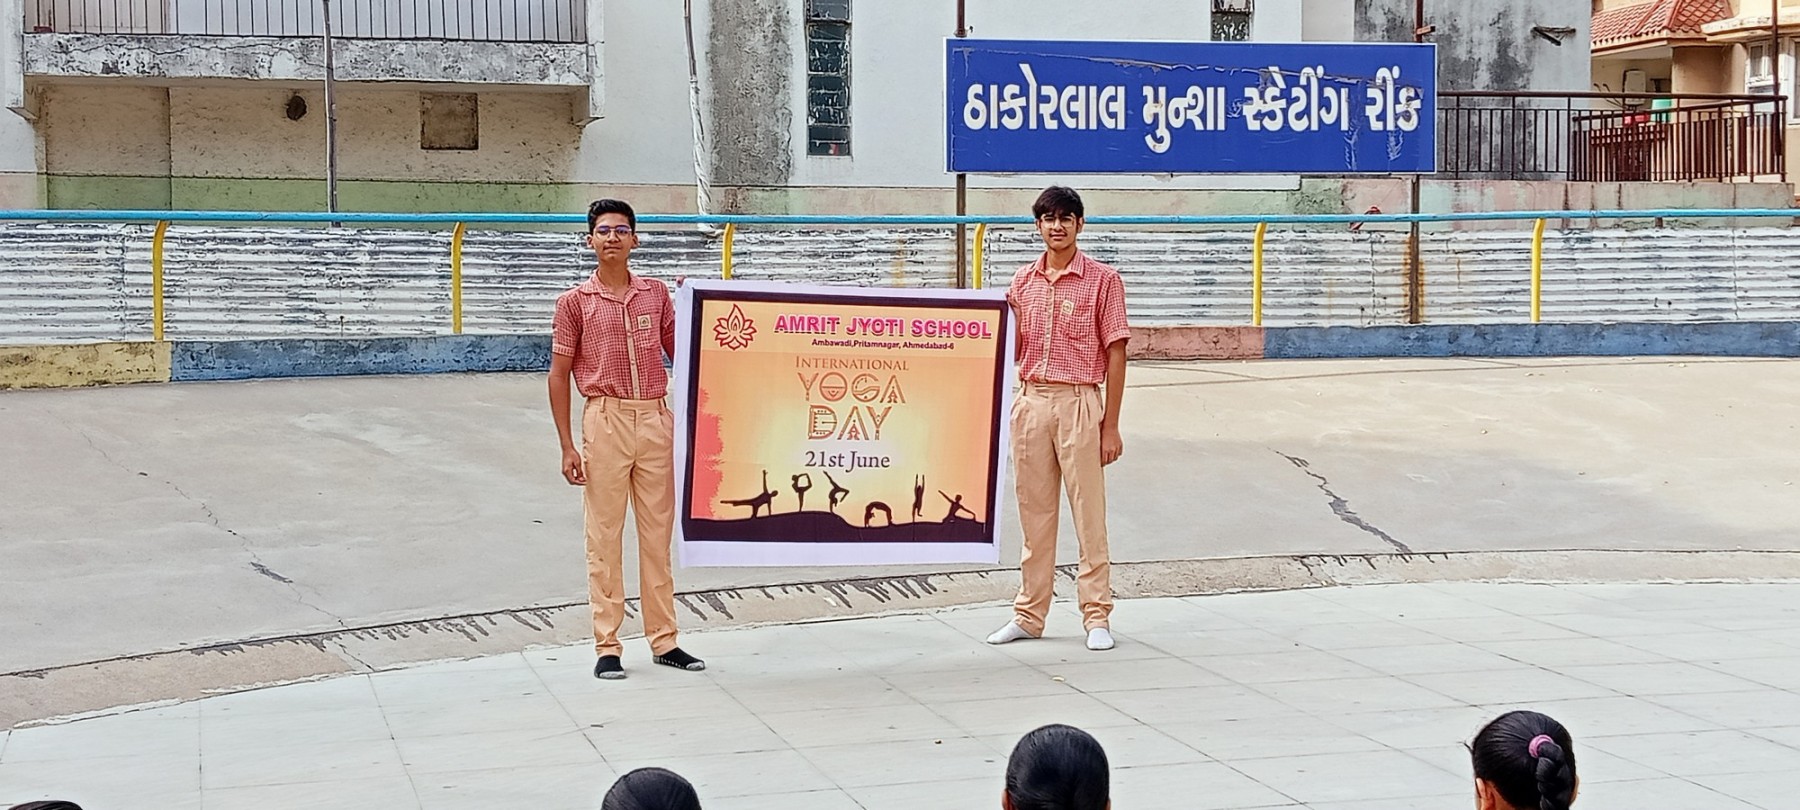 ઠાકોરલાલ મુન્શા સ્કેટીંગ રીંક
AMRIT JYOTI SCHOOL
Ambawadi,Pritamnagar, Ahmedabad-6
INTERNATIONAL
YOGA
DAY
21st June